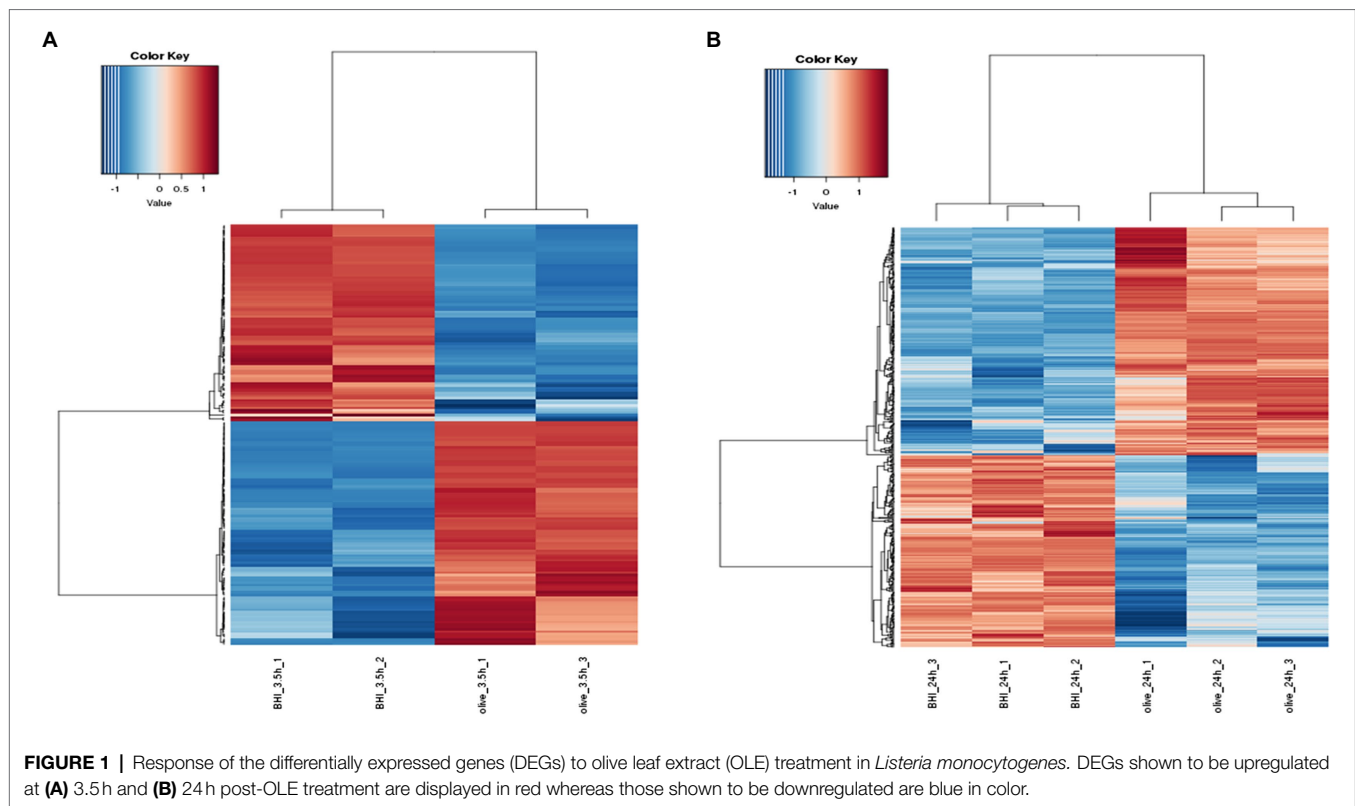 A
Color Key
-1 0 0.5 1
Value
BHI_3.5h_1
BHI_3.5h_2
olive_3.5h_1
olive_3.5h_3
B
Color Key
-1 0 1
Value
BHI_24h_3
BHI_24h_1
BHI_24h_2
olive_24h_1
olive_24h_2
olive_24h_3
FIGURE 1 | Response of the differentially expressed genes (DEGs) to olive leaf extract (OLE) treatment in Listeria monocytogenes. DEGs shown to be upregulated
at (A) 3.5 h and (B) 24 h post-OLE treatment are displayed in red whereas those shown to be downregulated are blue in color.